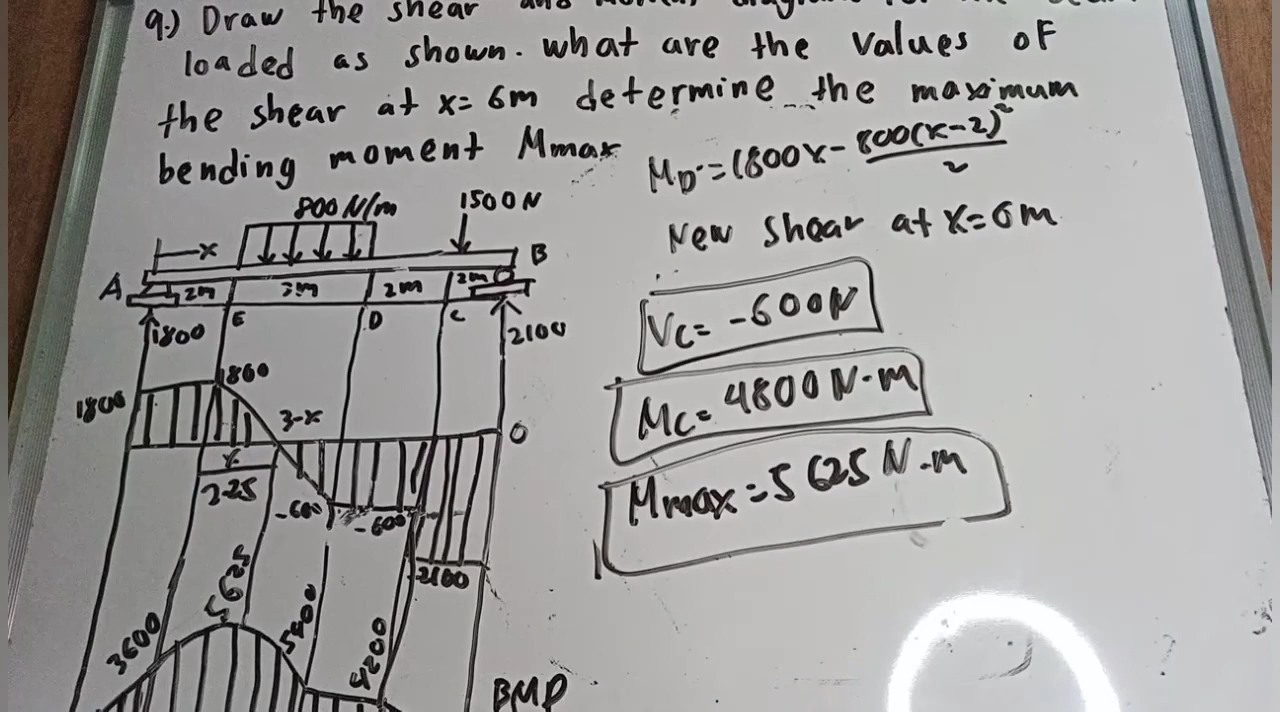 9.) Draw the shear
loaded as shown. what are the values of
the shear at x= 6m determine the maximum
bending moment Mmax
MD = 1800x - 800(x-2)²
2
New shear at x=6m
800 N/m
1500N
x
B
A
2m
3m
2m
2m
E
D
C
1800
2100
Vc= -600N
1800
1800
3-x
0
Mc= 4800N.m
x
2.25
-600
-600
Mmax = 5625 N.m
2100
3600
5625
5400
4200
BMD